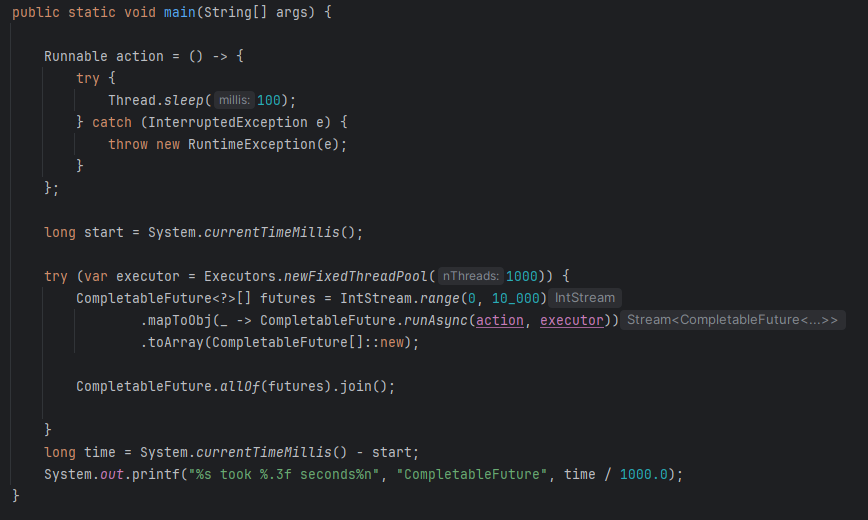 public static void main(String[] args) {
Runnable action = () -> {
try {
Thread.sleep( millis: 100);
} catch (InterruptedException e) {
throw new RuntimeException(e);
}
};
long start = System.currentTimeMillis();
try (var executor = Executors.newFixedThreadPool( nThreads: 1000)) {
CompletableFuture<?>[] futures = IntStream.range(0, 10_000) IntStream
.mapToObj(_ -> CompletableFuture.runAsync(action, executor)) Stream<CompletableFuture<...>>
.toArray(CompletableFuture[]::new);
CompletableFuture.allOf(futures).join();
}
long time = System.currentTimeMillis() - start;
System.out.printf("%s took %.3f seconds%n", "CompletableFuture", time / 1000.0);
}